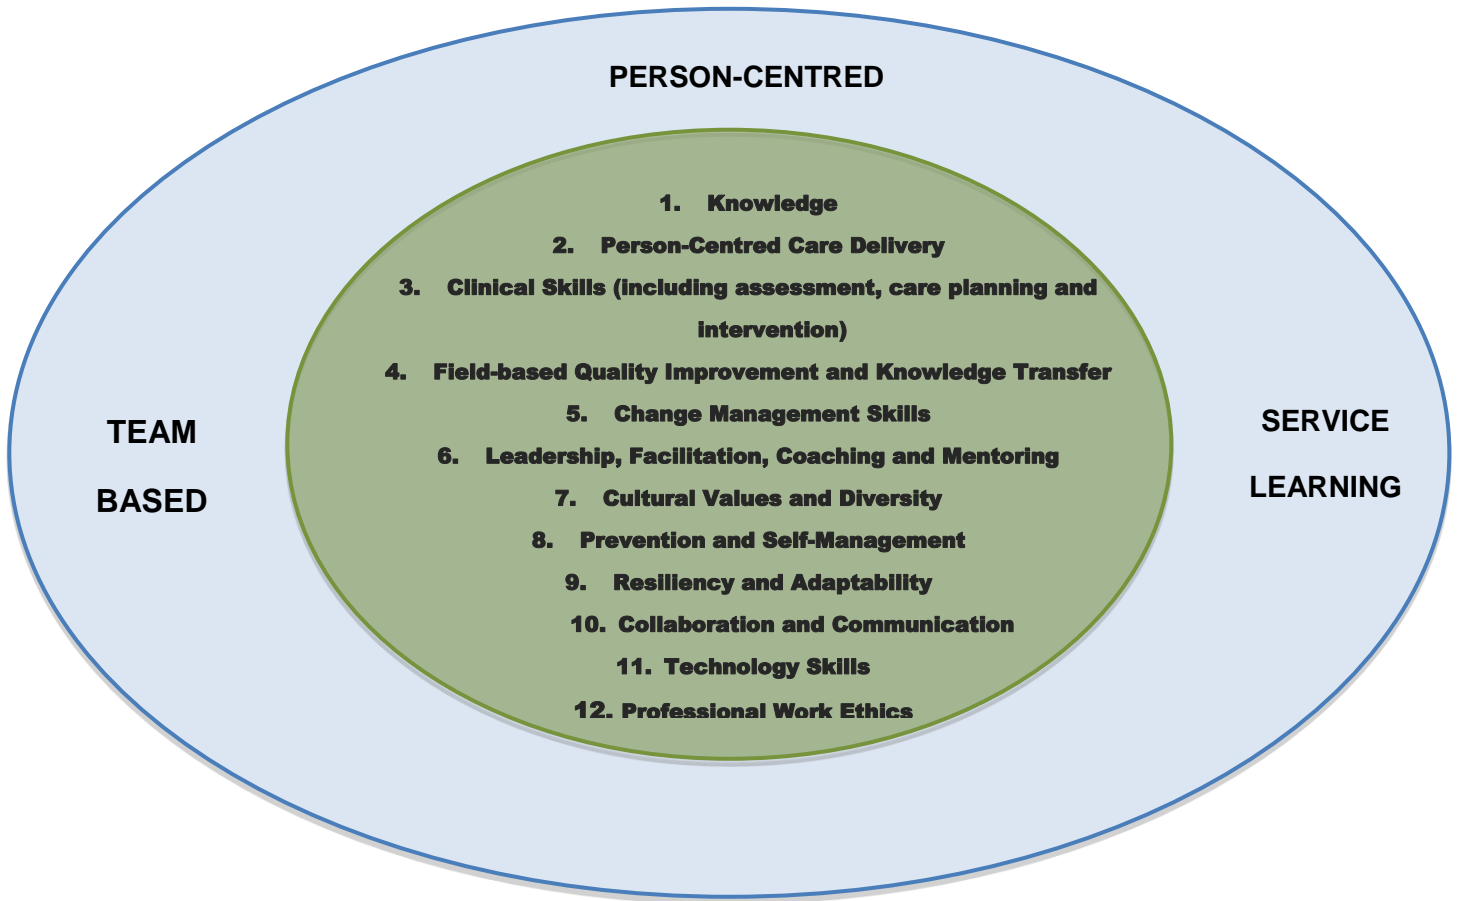 PERSON-CENTRED
1. Knowledge
2. Person-Centred Care Delivery
3. Clinical Skills (including assessment, care planning and
intervention)
4. Field-based Quality Improvement and Knowledge Transfer
5. Change Management Skills
6. Leadership, Facilitation, Coaching and Mentoring
7. Cultural Values and Diversity
8. Prevention and Self-Management
9. Resiliency and Adaptability
10. Collaboration and Communication
11. Technology Skills
12. Professional Work Ethics
TEAM
BASED
SERVICE
LEARNING